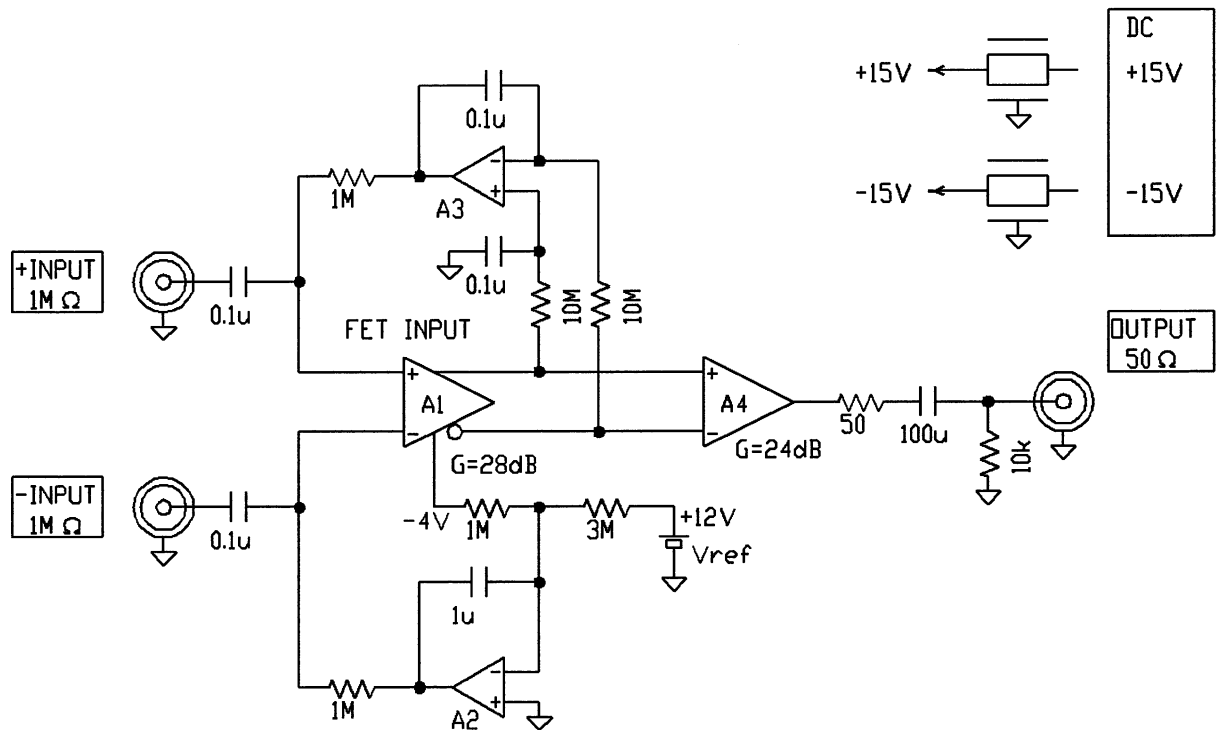 DC
+15V
+15V
-15V
-15V
0.1u
-
+
1M
A3
0.1u
10M
10M
+INPUT
1M Ω
0.1u
FET INPUT
OUTPUT
50 Ω
+
A1
-
G=28dB
+
A4
-
G=24dB
50
100u
10k
-INPUT
1M Ω
0.1u
-4V
1M
3M
+12V
Vref
1u
-
+
1M
A2